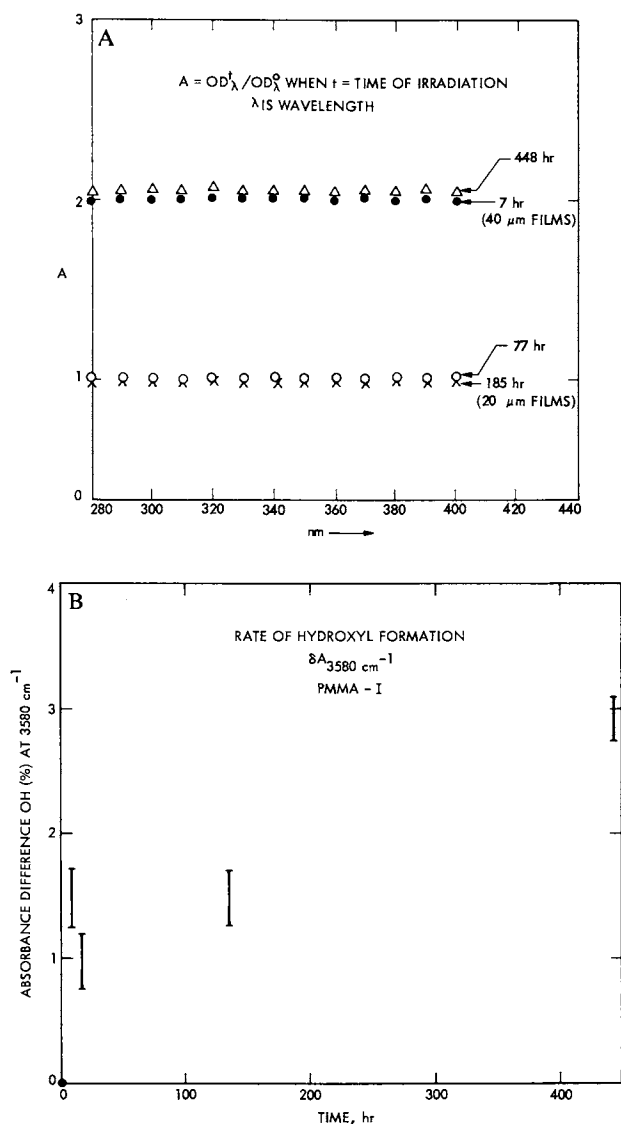 A
3
A = OD^t_λ/OD^0_λ WHEN t = TIME OF IRRADIATION
λ IS WAVELENGTH
448 hr
2
7 hr
(40 μm FILMS)
A
77 hr
1
185 hr
(20 μm FILMS)
0
280 300 320 340 360 380 400 420 440
nm
B
4
RATE OF HYDROXYL FORMATION
δA_3580 cm^-1
PMMA - I
ABSORBANCE DIFFERENCE OH (%) AT 3580 cm^-1
3
2
1
0
0 100 200 300 400
TIME, hr